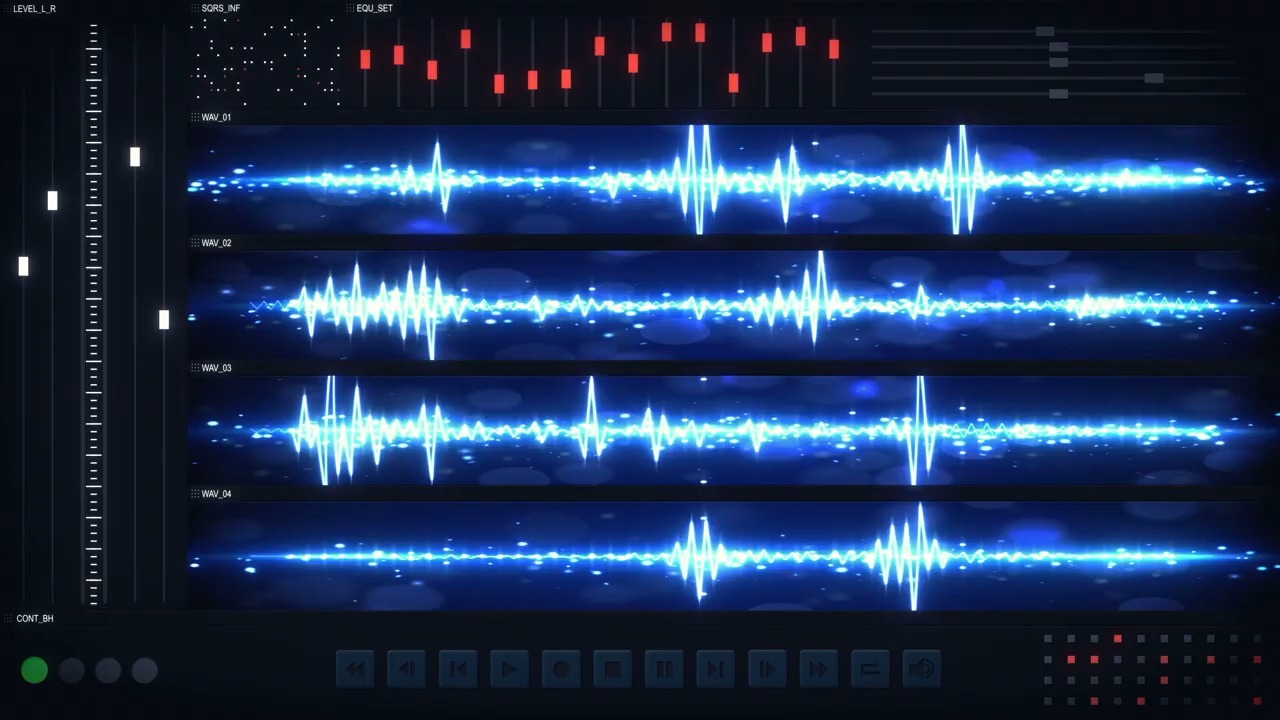 LEVEL_L_R
SQRS_INF
EQU_SET
WAV_01
WAV_02
WAV_03
WAV_04
CONT_BH